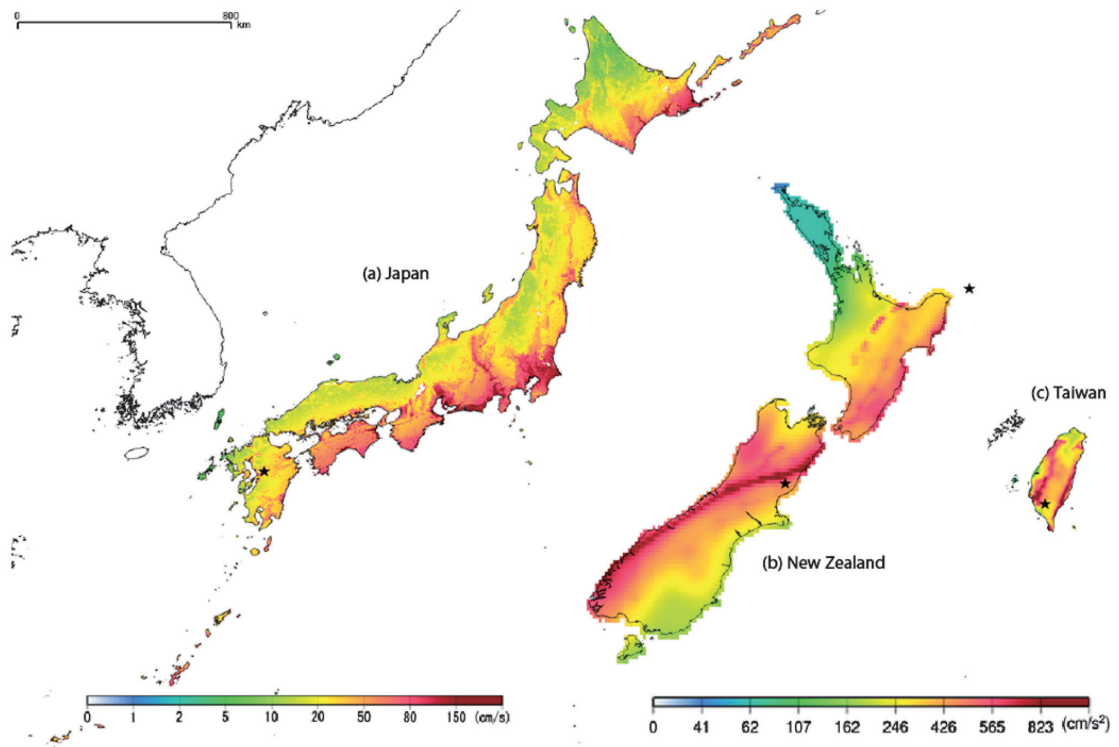 0 800
km
(a) Japan
(c) Taiwan
(b) New Zealand
0 1 2 5 10 20 50 80 150 (cm/s)
0 41 62 107 162 246 426 565 823 (cm/s²)